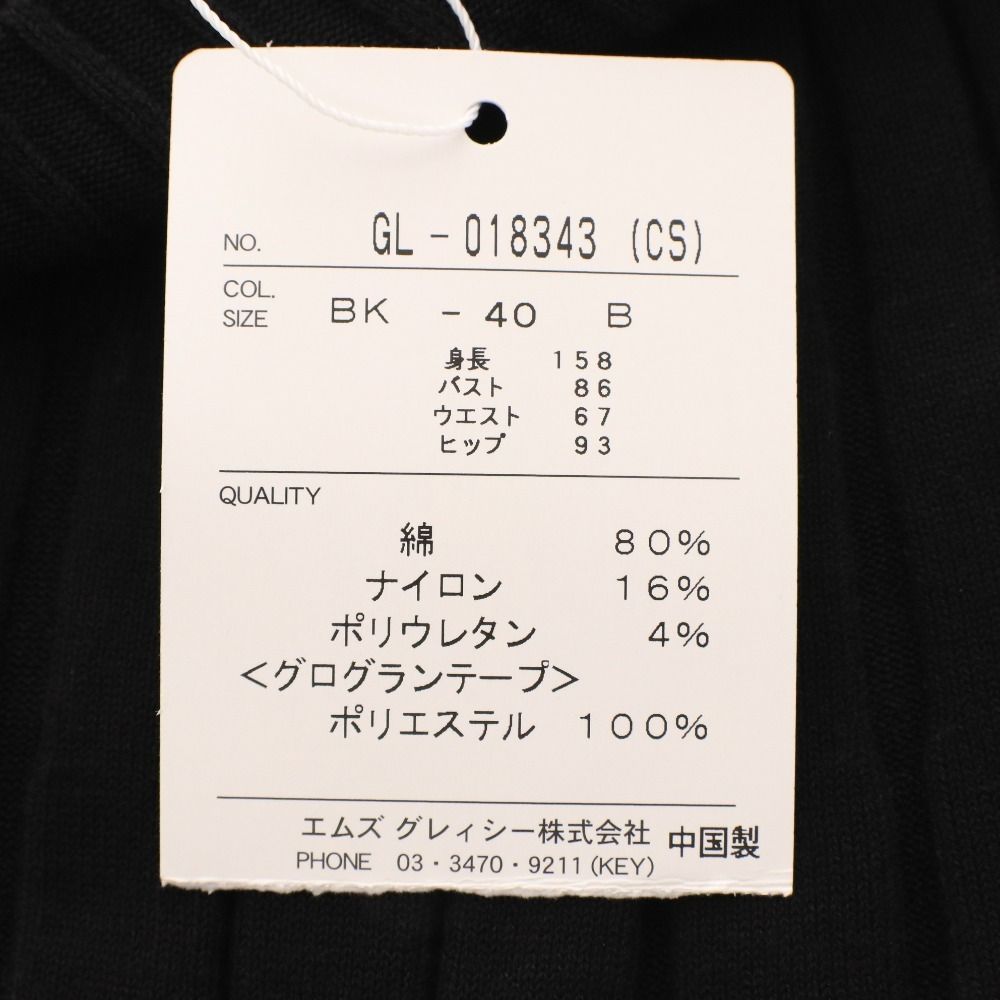 NO. GL-018343 (CS)
COL.
SIZE BK - 40 B
身長 158
バスト 86
ウエスト 67
ヒップ 93
QUALITY
綿 80%
ナイロン 16%
ポリウレタン 4%
<グログランテープ>
ポリエステル 100%
エムズ グレィシー株式会社 中国製
PHONE 03・3470・9211 (KEY)